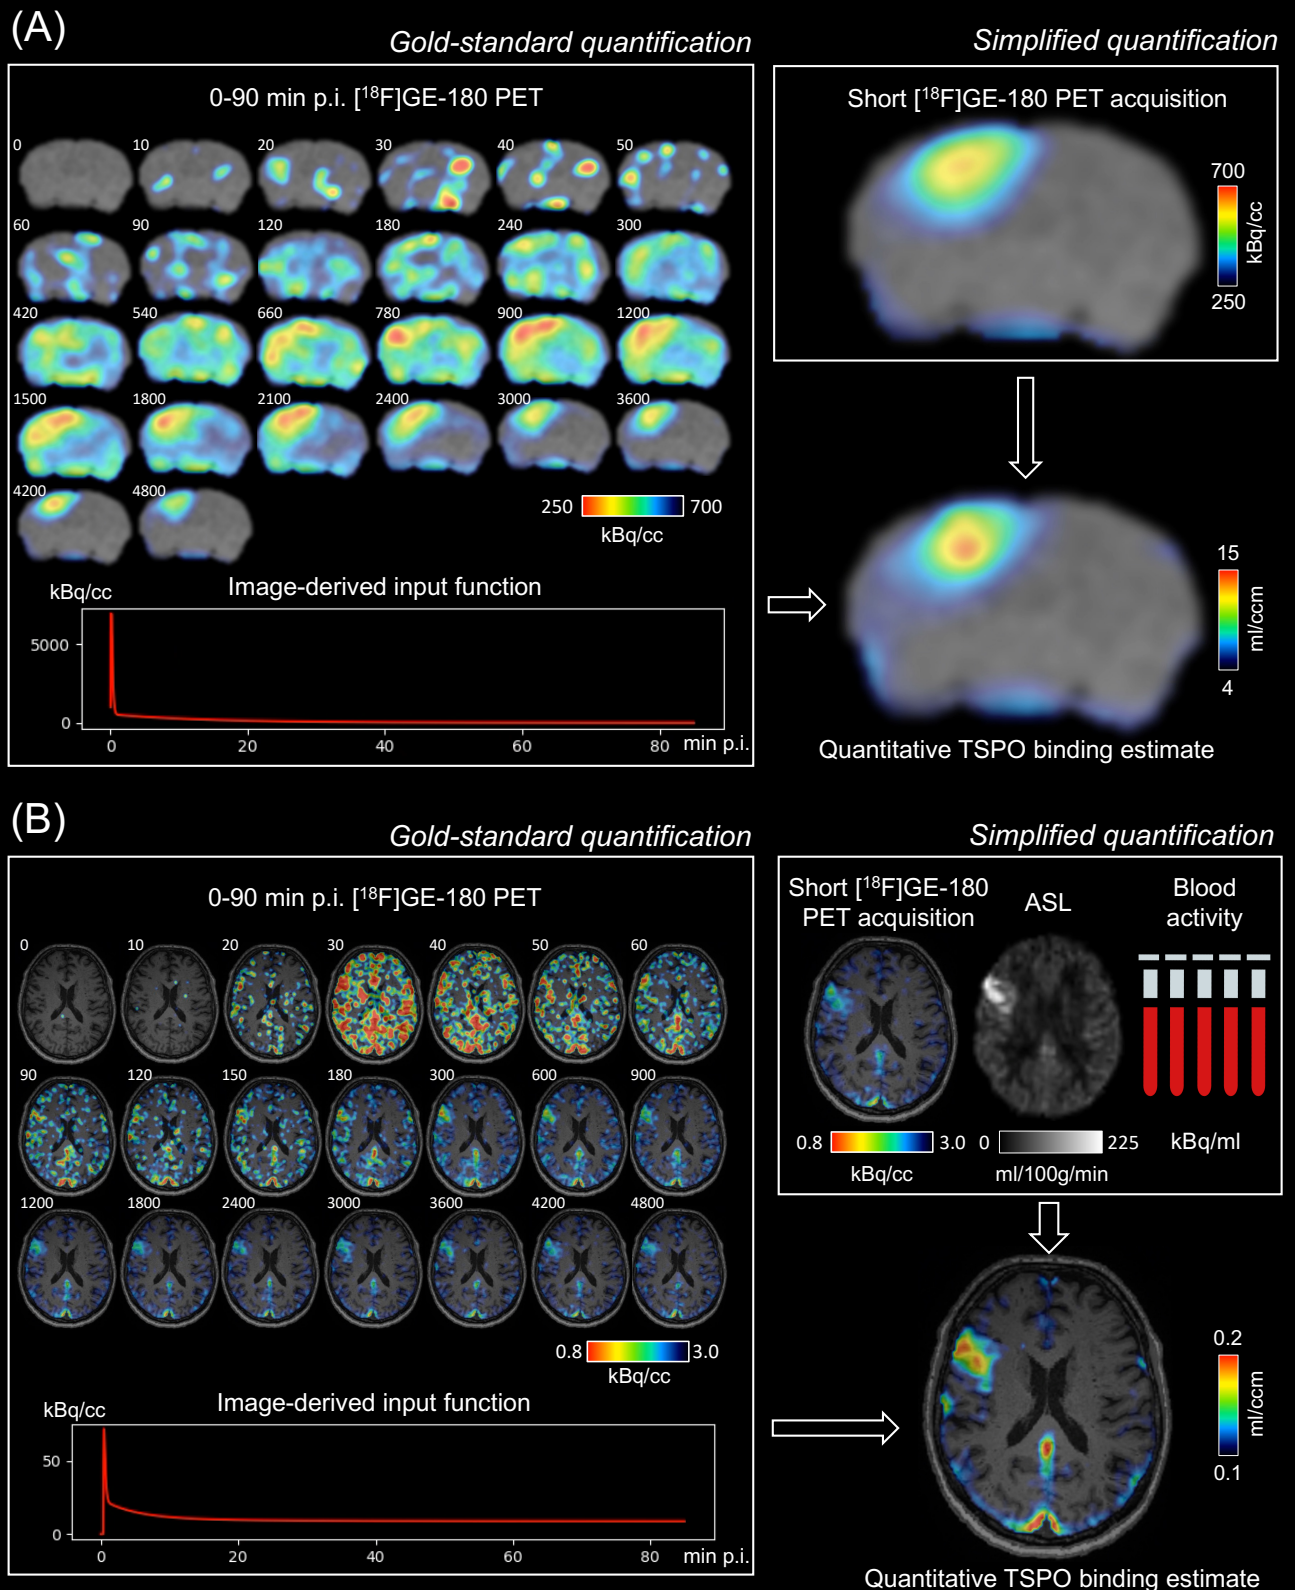 (A)
Gold-standard quantification
Simplified quantification
0-90 min p.i. [18F]GE-180 PET
0 10 20 30 40 50
60 90 120 180 240 300
420 540 660 780 900 1200
1500 1800 2100 2400 3000 3600
4200 4800
250 700
kBq/cc
Image-derived input function
kBq/cc
5000
0
0 20 40 60 80 min p.i.
Short [18F]GE-180 PET acquisition
700
kBq/cc
250
15
ml/ccm
4
Quantitative TSPO binding estimate
(B)
Gold-standard quantification
Simplified quantification
0-90 min p.i. [18F]GE-180 PET
0 10 20 30 40 50 60
90 120 150 180 300 600 900
1200 1800 2400 3000 3600 4200 4800
0.8 3.0
kBq/cc
Image-derived input function
kBq/cc
50
0
0 20 40 60 80 min p.i.
Short [18F]GE-180
PET acquisition
ASL
Blood
activity
0.8 3.0
kBq/cc
0 225
ml/100g/min
kBq/ml
0.2
ml/ccm
0.1
Quantitative TSPO binding estimate